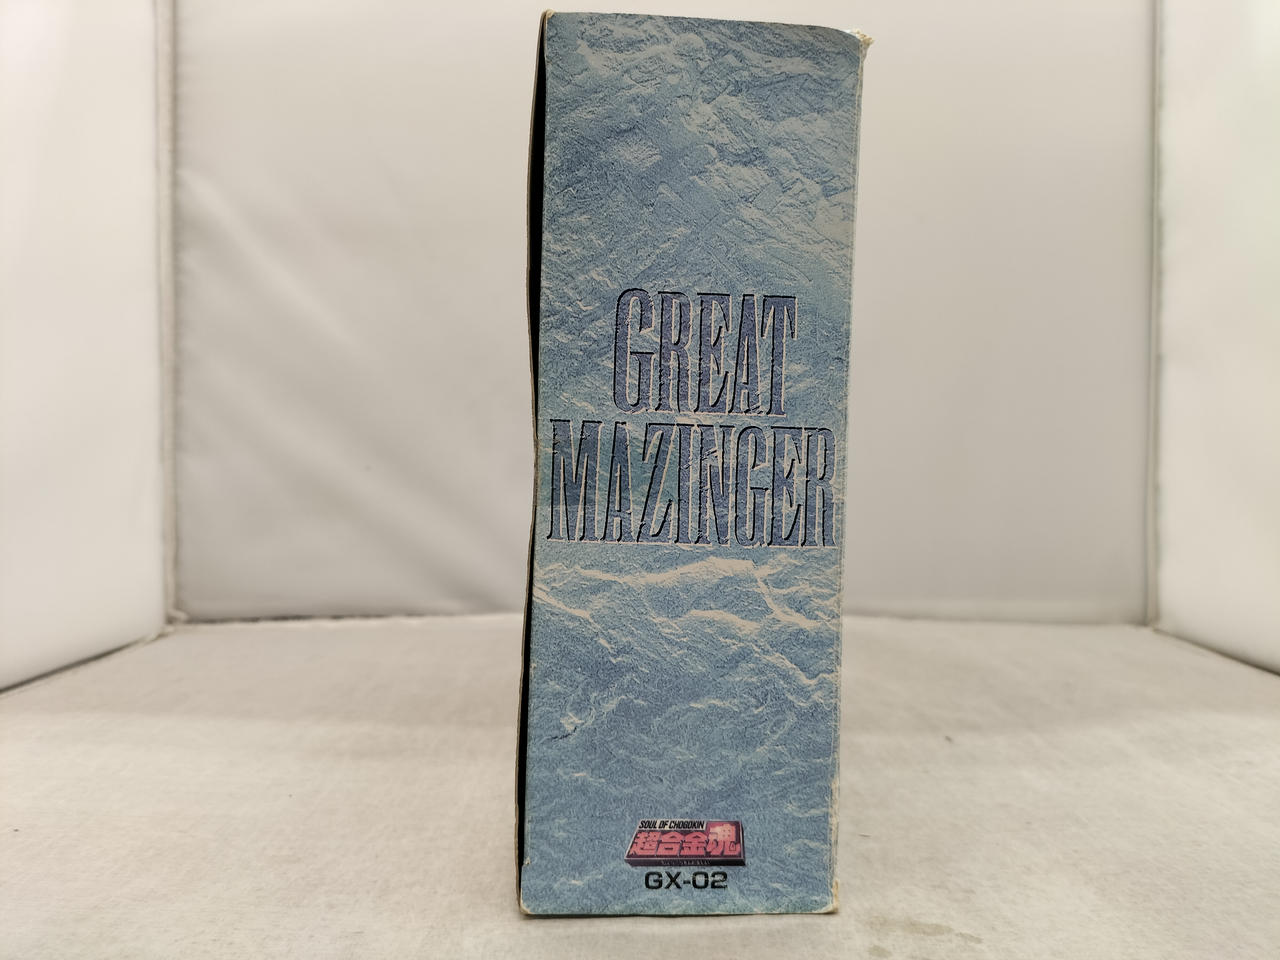 GREAT
MAZINGER
SOUL OF CHOGOKIN
超合金魂
GX-02